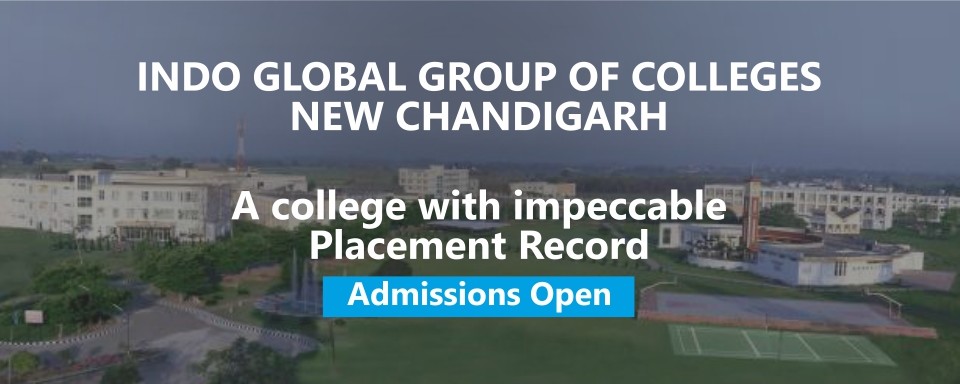 INDO GLOBAL GROUP OF COLLEGES
NEW CHANDIGARH
A college with impeccable
Placement Record
Admissions Open